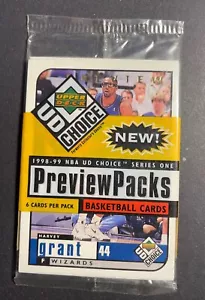 UPPER
DECK
UD
CHOICE
NEW!
1998-99 NBA UD CHOICE™ SERIES ONE
PreviewPacks
6 CARDS PER PACK
BASKETBALL CARDS
HARVEY
grant 44
F WIZARDS